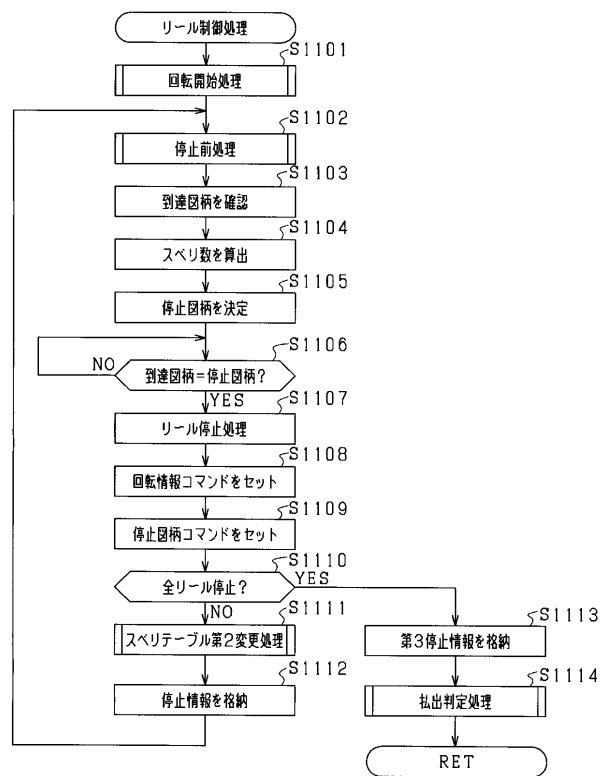 リール制御処理
S1101
回転開始処理
S1102
停止前処理
S1103
到達図柄を確認
S1104
スベリ数を算出
S1105
停止図柄を決定
S1106
NO
到達図柄=停止図柄?
YES
S1107
リール停止処理
S1108
回転情報コマンドをセット
S1109
停止図柄コマンドをセット
S1110
全リール停止?
YES
NO
S1111
スベリテーブル第2変更処理
S1112
停止情報を格納
S1113
第3停止情報を格納
S1114
払出判定処理
RET